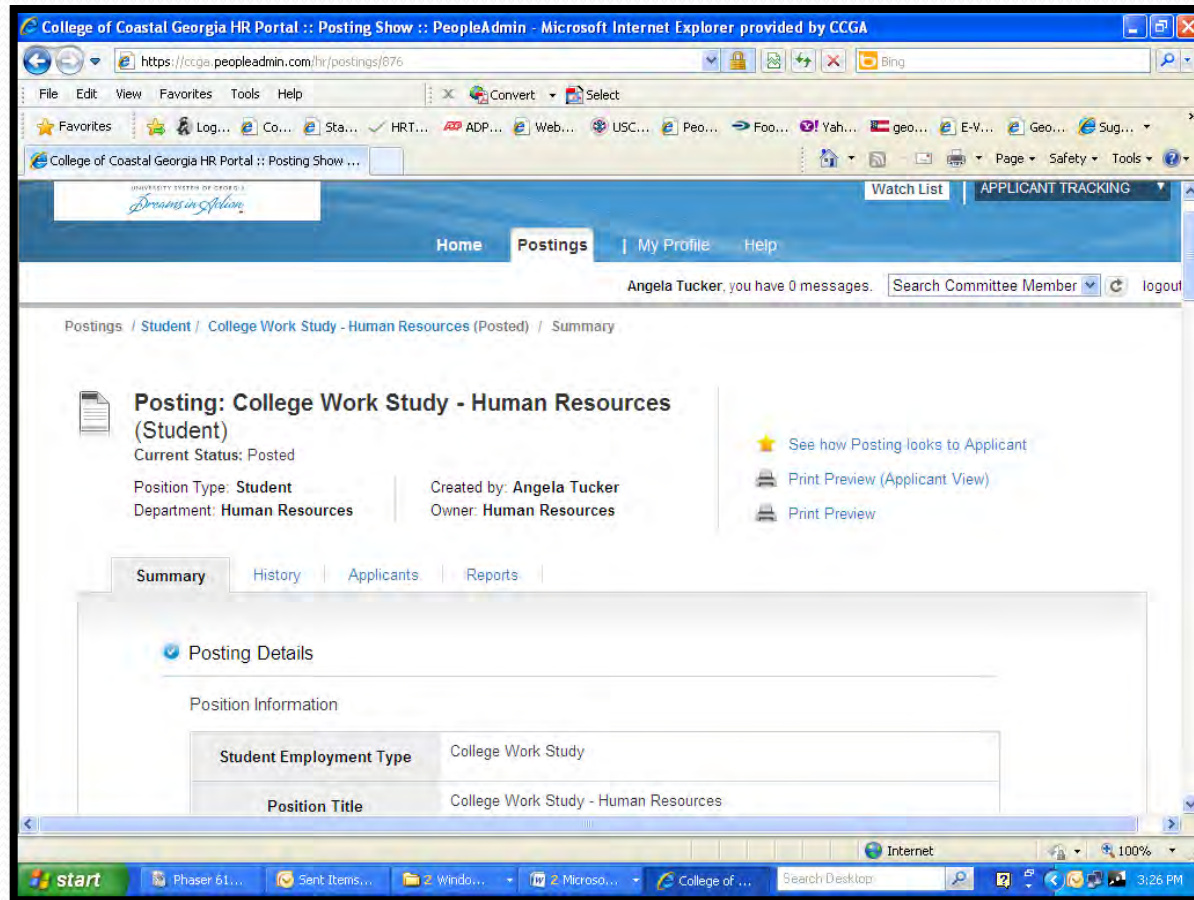 College of Coastal Georgia HR Portal :: Posting Show :: PeopleAdmin - Microsoft Internet Explorer provided by CCGA
https://ccga.peopleadmin.com/hr/postings/876
Bing
File Edit View Favorites Tools Help
Convert
Select
Favorites
Log... Co... Sta... HRT... ADP... Web... USC... Peo... Foo... Yah... geo... E-V... Geo... Sug...
College of Coastal Georgia HR Portal :: Posting Show ...
Page Safety Tools
UNIVERSITY SYSTEM OF GEORGIA
Dreams in Action
Watch List
APPLICANT TRACKING
Home Postings | My Profile Help
Angela Tucker, you have 0 messages. Search Committee Member logout
Postings / Student / College Work Study - Human Resources (Posted) / Summary
Posting: College Work Study - Human Resources
(Student)
Current Status: Posted
Position Type: Student
Department: Human Resources
Created by: Angela Tucker
Owner: Human Resources
See how Posting looks to Applicant
Print Preview (Applicant View)
Print Preview
Summary History Applicants Reports
Posting Details
Position Information
Student Employment Type College Work Study
Position Title College Work Study - Human Resources
Internet 100%
start Phaser 61... Sent Items... 2 Windo... 2 Microso... College of ... Search Desktop 3:26 PM